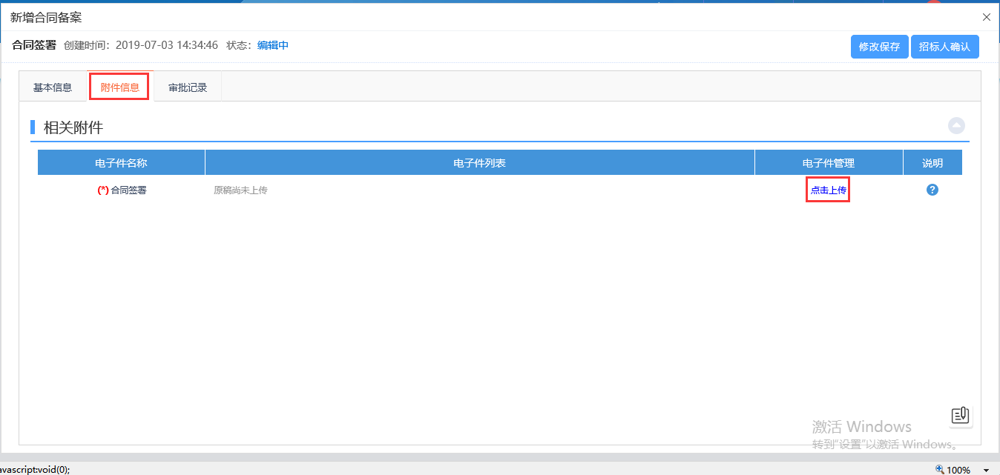 新增合同备案
合同签署 创建时间：2019-07-03 14:34:46 状态：编辑中 修改保存 招标人确认
基本信息 附件信息 审批记录
相关附件
电子件名称 电子件列表 电子件管理 说明
(*) 合同签署 原稿尚未上传 点击上传 ?
激活 Windows
转到"设置"以激活 Windows。
avascript:void(0); 100%